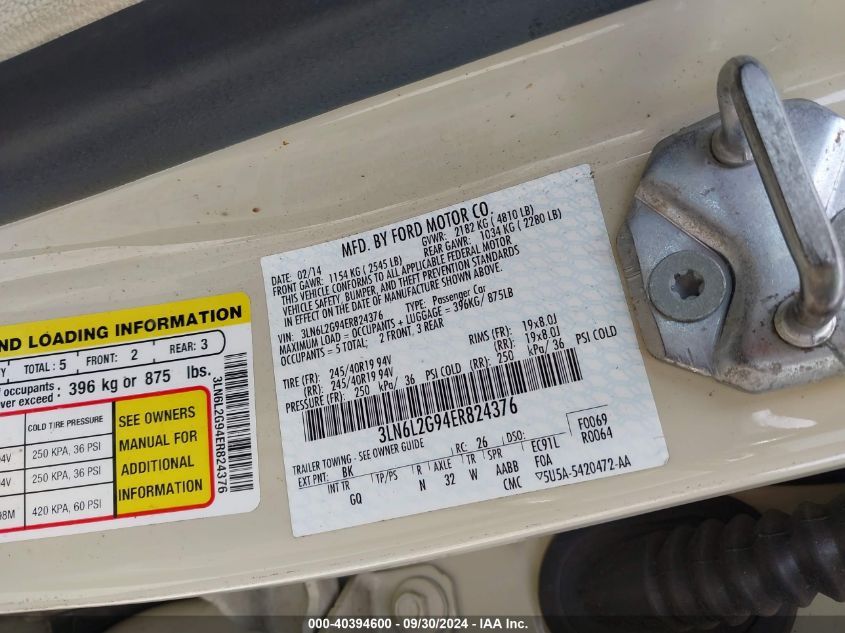 ND LOADING INFORMATION
Y TOTAL : 5 FRONT: 2 REAR: 3
f occupants : 396 kg or 875 lbs.
ver exceed :
COLD TIRE PRESSURE
4V 250 KPA, 36 PSI
4V 250 KPA, 36 PSI
98M 420 KPA, 60 PSI
SEE OWNERS
MANUAL FOR
ADDITIONAL
INFORMATION
3LN6L2G94ER824376
MFD. BY FORD MOTOR CO.
DATE: 02/14 GVWR: 2182 KG ( 4810 LB)
FRONT GAWR: 1154 KG ( 2545 LB) REAR GAWR: 1034 KG ( 2280 LB)
THIS VEHICLE CONFORMS TO ALL APPLICABLE FEDERAL MOTOR
VEHICLE SAFETY, BUMPER, AND THEFT PREVENTION STANDARDS
IN EFFECT ON THE DATE OF MANUFACTURE SHOWN ABOVE.
VIN: 3LN6L2G94ER824376 TYPE: Passenger Car
MAXIMUM LOAD = OCCUPANTS + LUGGAGE = 396KG/ 875LB
OCCUPANTS = 5 TOTAL; 2 FRONT, 3 REAR
TIRE (FR): 245/40R19 94V RIMS (FR): 19x8.0J
(RR): 245/40R19 94V (RR): 19x8.0J
PRESSURE (FR): 250 kPa/ 36 PSI COLD (RR): 250 kPa/ 36 PSI COLD
3LN6L2G94ER824376
TRAILER TOWING - SEE OWNER GUIDE
EXT PNT: BK RC: 26 DSO: F0069
INT TR TP/PS R AXLE TR SPR EC9TL R0064
GQ N 32 W AABB FOA
CMC ▽5U5A-5420472-AA
000-40394600 - 09/30/2024 - IAA Inc.